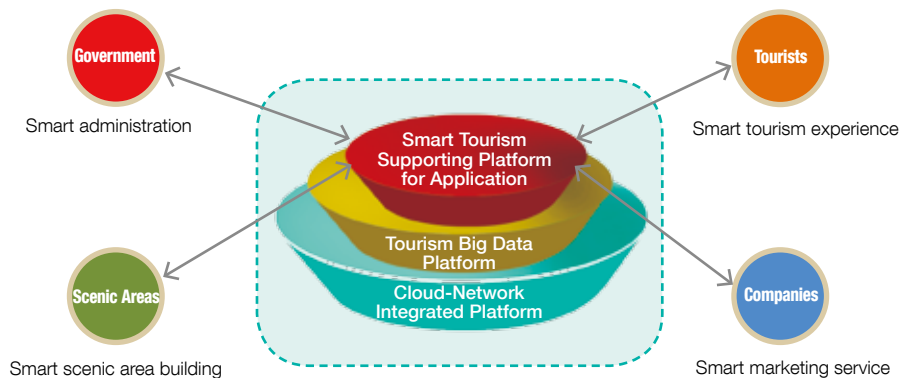 Government
Smart administration
Tourists
Smart tourism experience
Smart Tourism
Supporting Platform
for Application
Tourism Big Data
Platform
Cloud-Network
Integrated Platform
Scenic Areas
Smart scenic area building
Companies
Smart marketing service